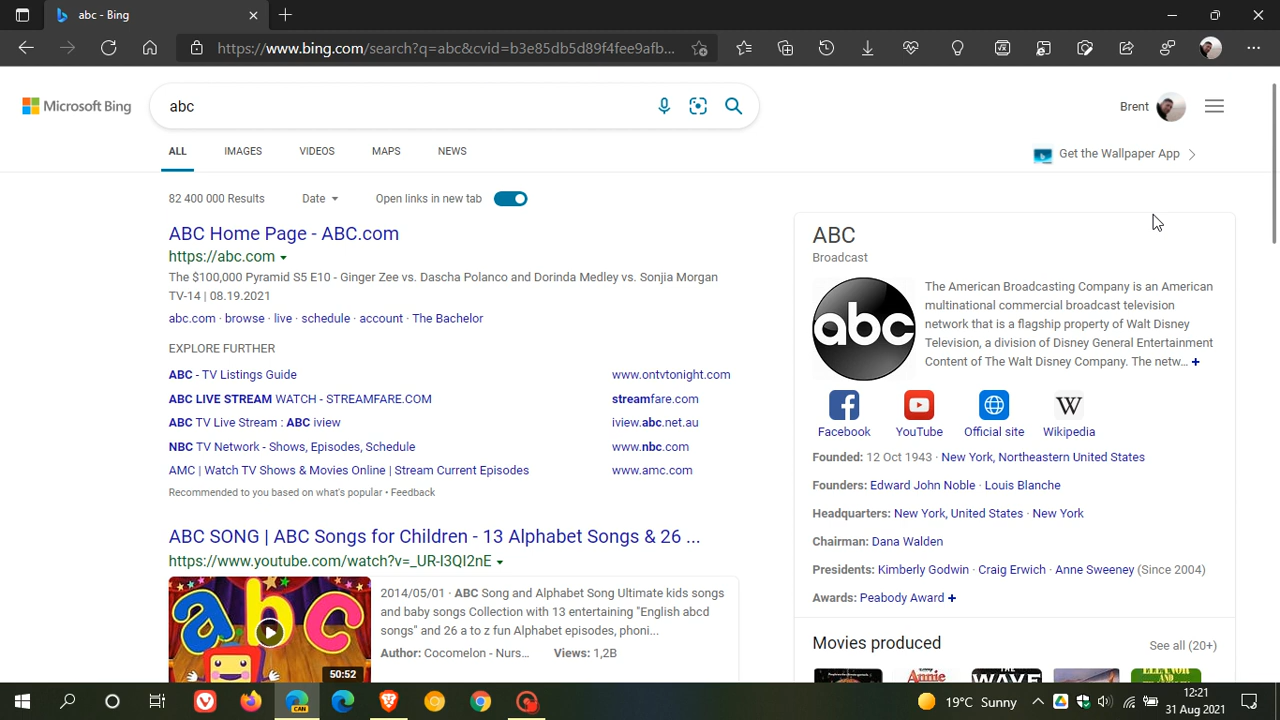 abc - Bing
https://www.bing.com/search?q=abc&cvid=b3e85db5d89f4fee9afb...
Microsoft Bing
abc
Brent
ALL IMAGES VIDEOS MAPS NEWS
Get the Wallpaper App
82 400 000 Results Date Open links in new tab
ABC Home Page - ABC.com
https://abc.com
The $100,000 Pyramid S5 E10 - Ginger Zee vs. Dascha Polanco and Dorinda Medley vs. Sonjia Morgan
TV-14 | 08.19.2021
abc.com · browse · live · schedule · account · The Bachelor
EXPLORE FURTHER
ABC - TV Listings Guide www.ontvtonight.com
ABC LIVE STREAM WATCH - STREAMFARE.COM streamfare.com
ABC TV Live Stream : ABC iview iview.abc.net.au
NBC TV Network - Shows, Episodes, Schedule www.nbc.com
AMC | Watch TV Shows & Movies Online | Stream Current Episodes www.amc.com
Recommended to you based on what's popular • Feedback
ABC SONG | ABC Songs for Children - 13 Alphabet Songs & 26 ...
https://www.youtube.com/watch?v=_UR-l3QI2nE
abc
50:52
2014/05/01 · ABC Song and Alphabet Song Ultimate kids songs
and baby songs Collection with 13 entertaining "English abcd
songs" and 26 a to z fun Alphabet episodes, phoni...
Author: Cocomelon - Nurs... Views: 1,2B
ABC
Broadcast
abc
The American Broadcasting Company is an American
multinational commercial broadcast television
network that is a flagship property of Walt Disney
Television, a division of Disney General Entertainment
Content of The Walt Disney Company. The netw... +
W
Facebook YouTube Official site Wikipedia
Founded: 12 Oct 1943 · New York, Northeastern United States
Founders: Edward John Noble · Louis Blanche
Headquarters: New York, United States · New York
Chairman: Dana Walden
Presidents: Kimberly Godwin · Craig Erwich · Anne Sweeney (Since 2004)
Awards: Peabody Award +
Movies produced See all (20+)
Annie
THE
WAVE
CAN
19°C Sunny
12:21
31 Aug 2021